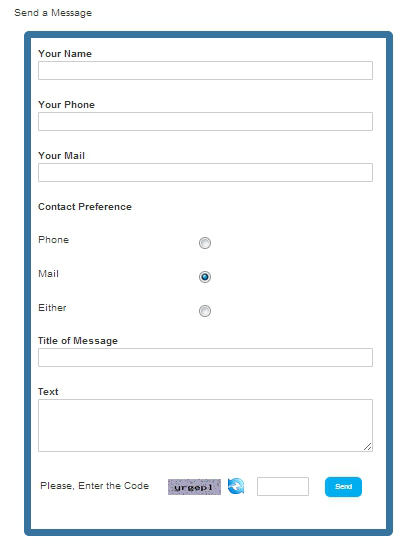 Send a Message
Your Name
Your Phone
Your Mail
Contact Preference
Phone
Mail
Either
Title of Message
Text
Please, Enter the Code
Send